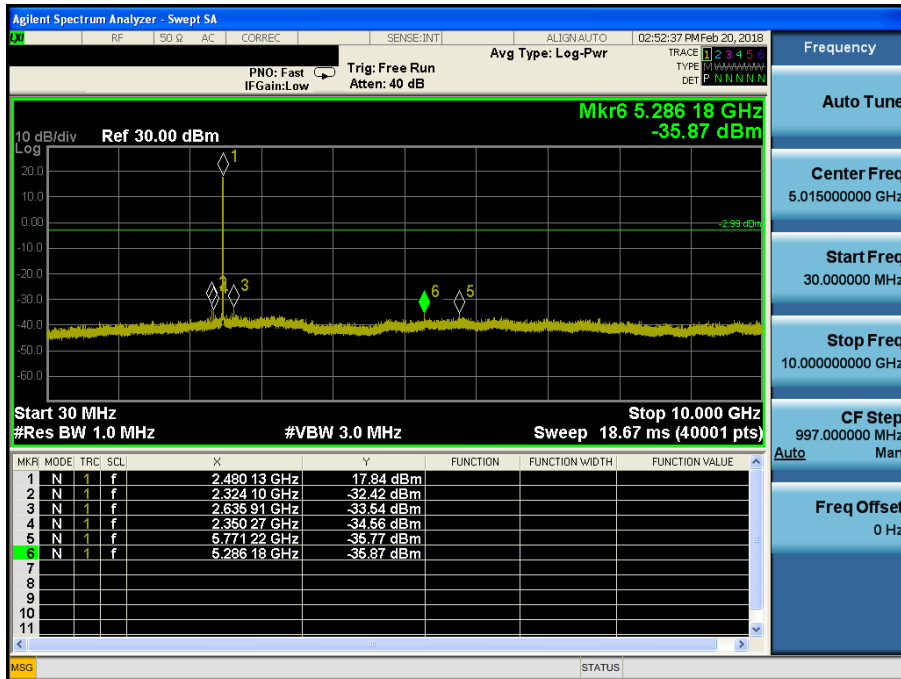 Agilent Spectrum Analyzer - Swept SA
LXI RF 50 Ω AC CORREC SENSE:INT ALIGN AUTO 02:52:37 PM Feb 20, 2018
Avg Type: Log-Pwr TRACE 1 2 3 4 5 6
PNO: Fast Trig: Free Run TYPE M W W W W W
IFGain:Low Atten: 40 dB DET P N N N N N
Mkr6 5.286 18 GHz
10 dB/div Ref 30.00 dBm -35.87 dBm
Log
1
20.0
10.0
0.00
-2.99 dBm
-10.0
-20.0
2 4 3 6 5
-30.0
-40.0
-50.0
-60.0
Start 30 MHz Stop 10.000 GHz
#Res BW 1.0 MHz #VBW 3.0 MHz Sweep 18.67 ms (40001 pts)
MKR MODE TRC SCL X Y FUNCTION FUNCTION WIDTH FUNCTION VALUE
1 N 1 f 2.480 13 GHz 17.84 dBm
2 N 1 f 2.324 10 GHz -32.42 dBm
3 N 1 f 2.635 91 GHz -33.54 dBm
4 N 1 f 2.350 27 GHz -34.56 dBm
5 N 1 f 5.771 22 GHz -35.77 dBm
6 N 1 f 5.286 18 GHz -35.87 dBm
7
8
9
10
11
MSG STATUS
Frequency
Auto Tune
Center Freq
5.015000000 GHz
Start Freq
30.000000 MHz
Stop Freq
10.000000000 GHz
CF Step
997.000000 MHz
Auto Man
Freq Offset
0 Hz